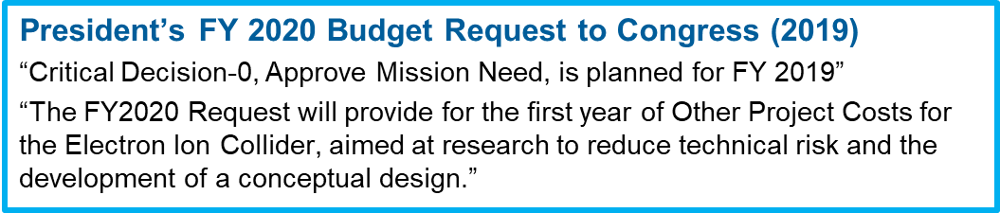 President’s FY 2020 Budget Request to Congress (2019)
“Critical Decision-0, Approve Mission Need, is planned for FY 2019”
“The FY2020 Request will provide for the first year of Other Project Costs for
the Electron Ion Collider, aimed at research to reduce technical risk and the
development of a conceptual design.”